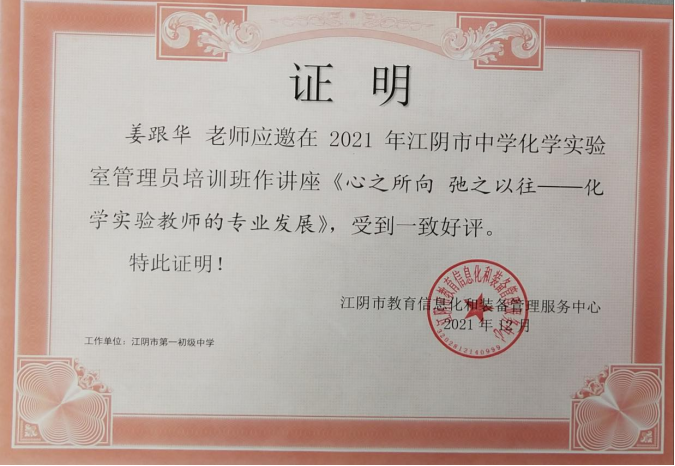 证 明
姜跟华 老师应邀在 2021 年江阴市中学化学实验
室管理员培训班作讲座《心之所向 弛之以往——化
学实验教师的专业发展》，受到一致好评。
特此证明！
江阴市教育信息化和装备管理服务中心
2021 年 12 月
工作单位：江阴市第一初级中学